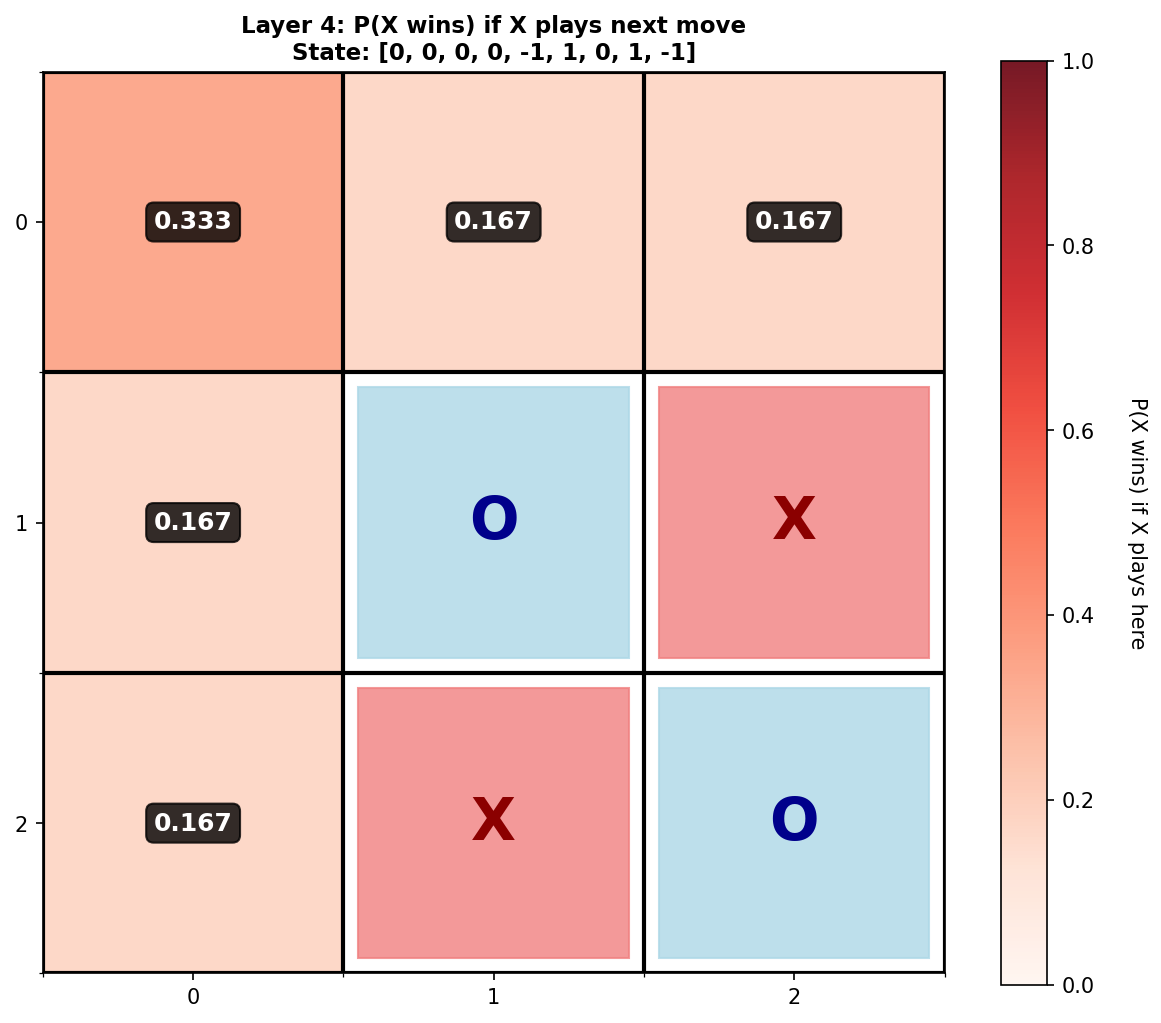 Layer 4: P(X wins) if X plays next move
State: [0, 0, 0, 0, -1, 1, 0, 1, -1]
1.0
0.8
0.6
0.4
0.2
0.0
P(X wins) if X plays here
0
0.333
0.167
0.167
1
0.167
O
X
2
0.167
X
O
0
1
2